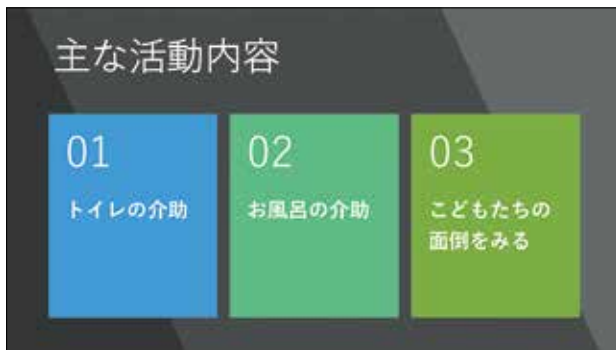 主な活動内容
01
トイレの介助
02
お風呂の介助
03
こどもたちの
面倒をみる